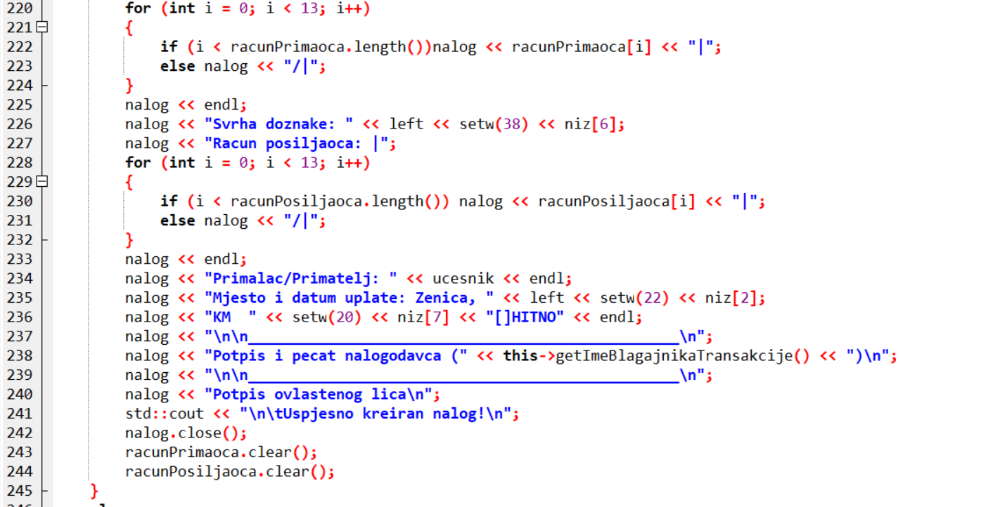 220 for (int i = 0; i < 13; i++)
221 {
222 if (i < racunPrimaoca.length())nalog << racunPrimaoca[i] << "|";
223 else nalog << "/|";
224 }
225 nalog << endl;
226 nalog << "Svrha doznake: " << left << setw(38) << niz[6];
227 nalog << "Racun posiljaoca: |";
228 for (int i = 0; i < 13; i++)
229 {
230 if (i < racunPosiljaoca.length()) nalog << racunPosiljaoca[i] << "|";
231 else nalog << "/|";
232 }
233 nalog << endl;
234 nalog << "Primalac/Primatelj: " << ucesnik << endl;
235 nalog << "Mjesto i datum uplate: Zenica, " << left << setw(22) << niz[2];
236 nalog << "KM  " << setw(20) << niz[7] << "[]HITNO" << endl;
237 nalog << "\n\n_________________________________________________\n";
238 nalog << "Potpis i pecat nalogodavca (" << this->getImeBlagajnikaTransakcije() << ")\n";
239 nalog << "\n\n_________________________________________________\n";
240 nalog << "Potpis ovlastenog lica\n";
241 std::cout << "\n\tUspjesno kreiran nalog!\n";
242 nalog.close();
243 racunPrimaoca.clear();
244 racunPosiljaoca.clear();
245 }